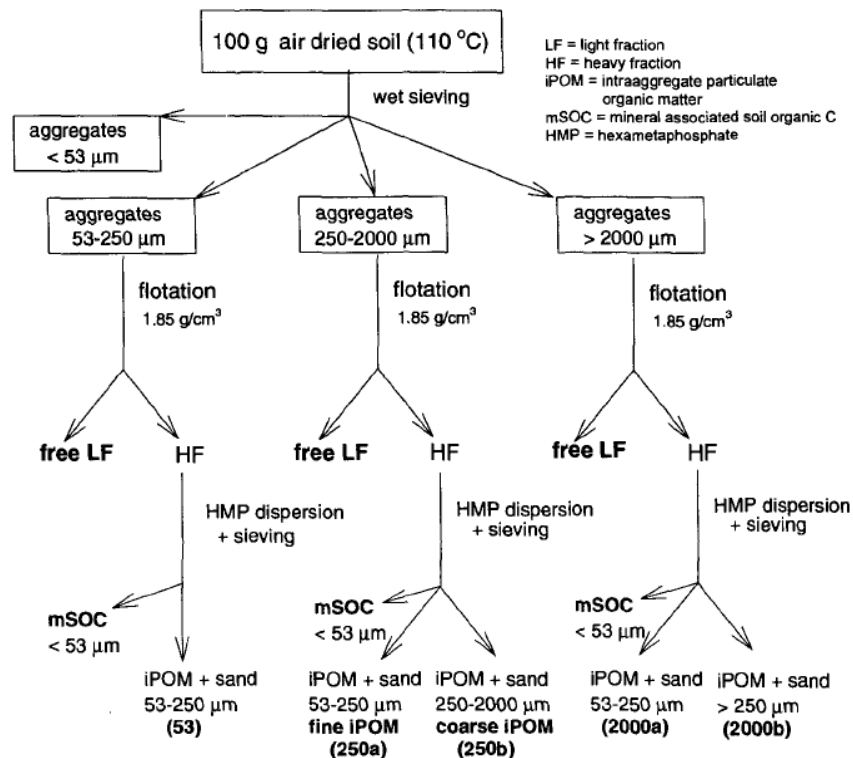 100 g air dried soil (110 °C)
LF = light fraction
HF = heavy fraction
iPOM = intraaggregate particulate
organic matter
mSOC = mineral associated soil organic C
HMP = hexametaphosphate
wet sieving
aggregates
< 53 µm
aggregates
53-250 µm
aggregates
250-2000 µm
aggregates
> 2000 µm
flotation
1.85 g/cm³
flotation
1.85 g/cm³
flotation
1.85 g/cm³
free LF
HF
free LF
HF
free LF
HF
HMP dispersion
+ sieving
HMP dispersion
+ sieving
HMP dispersion
+ sieving
mSOC
< 53 µm
mSOC
< 53 µm
mSOC
< 53 µm
iPOM + sand
53-250 µm
(53)
iPOM + sand
53-250 µm
fine iPOM
(250a)
iPOM + sand
250-2000 µm
coarse iPOM
(250b)
iPOM + sand
53-250 µm
(2000a)
iPOM + sand
> 250 µm
(2000b)